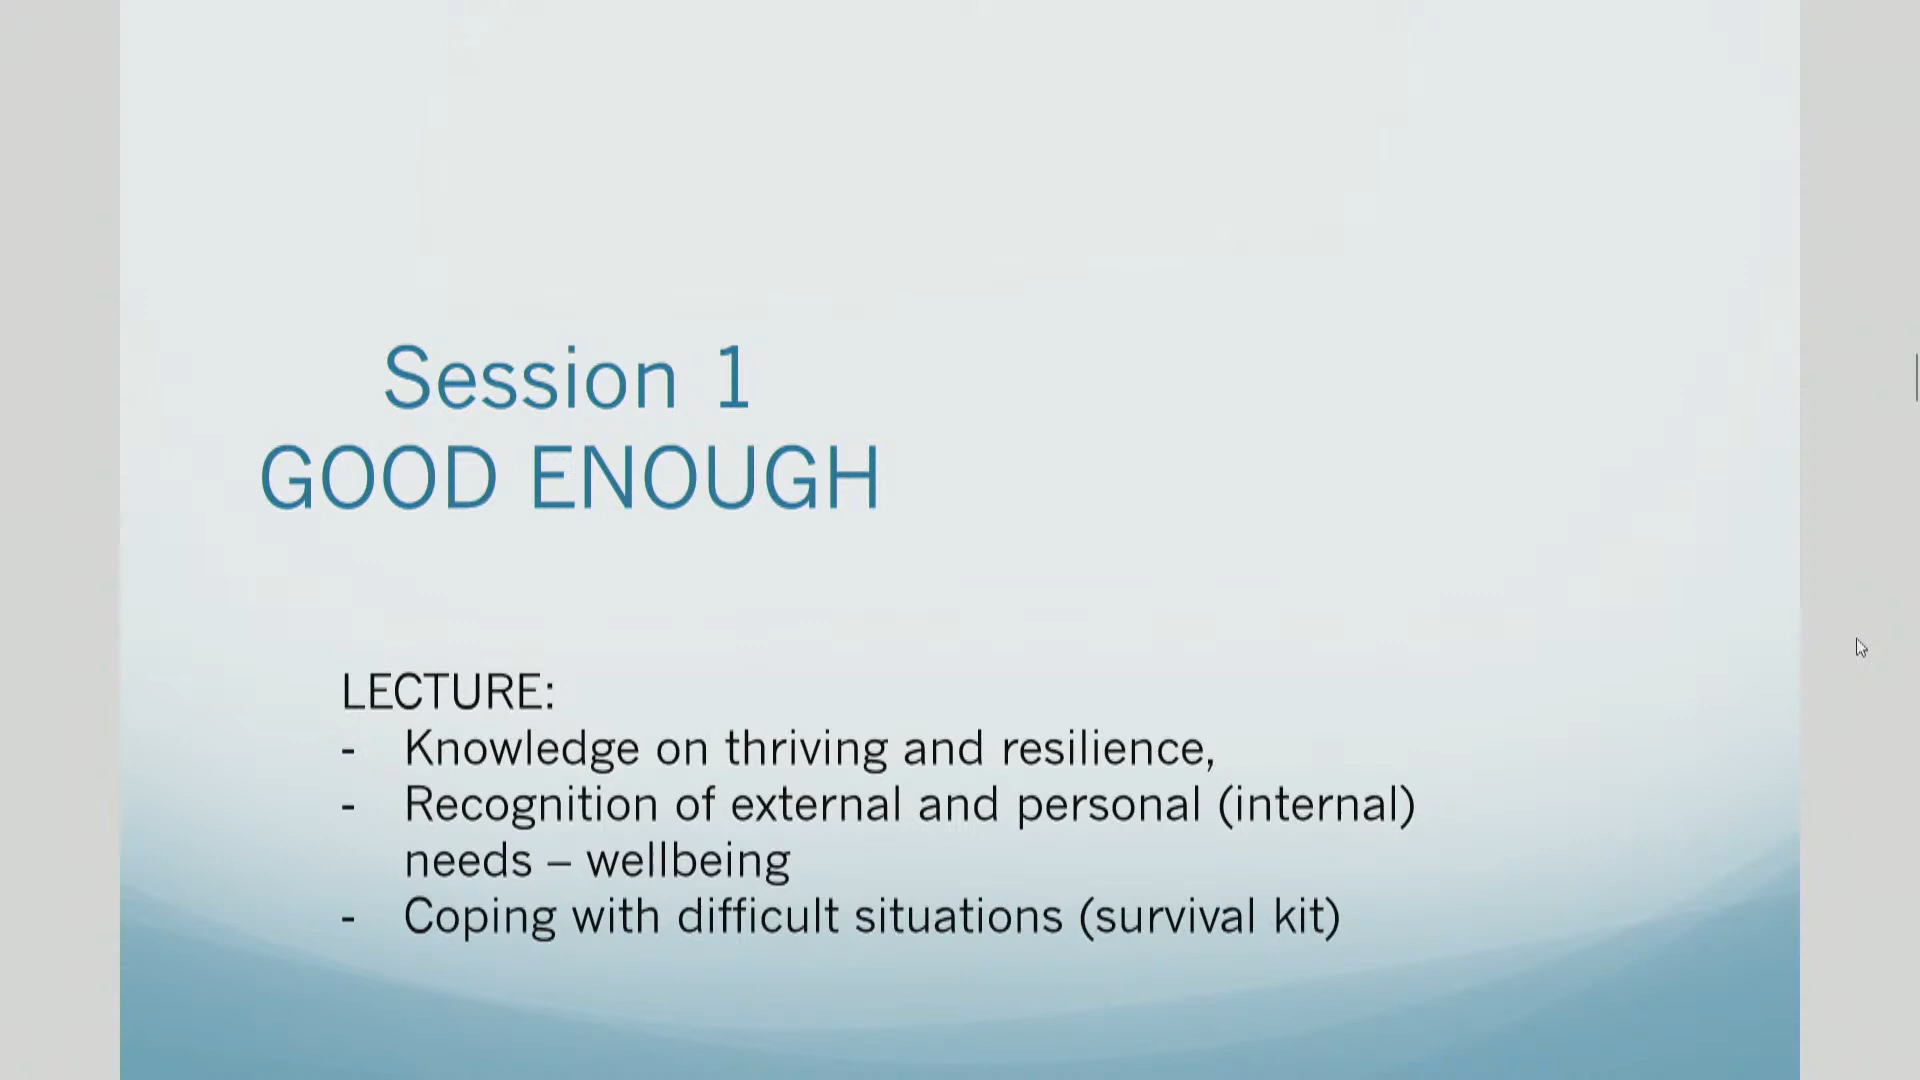 Session 1
GOOD ENOUGH
LECTURE:
- Knowledge on thriving and resilience,
- Recognition of external and personal (internal)
needs – wellbeing
- Coping with difficult situations (survival kit)